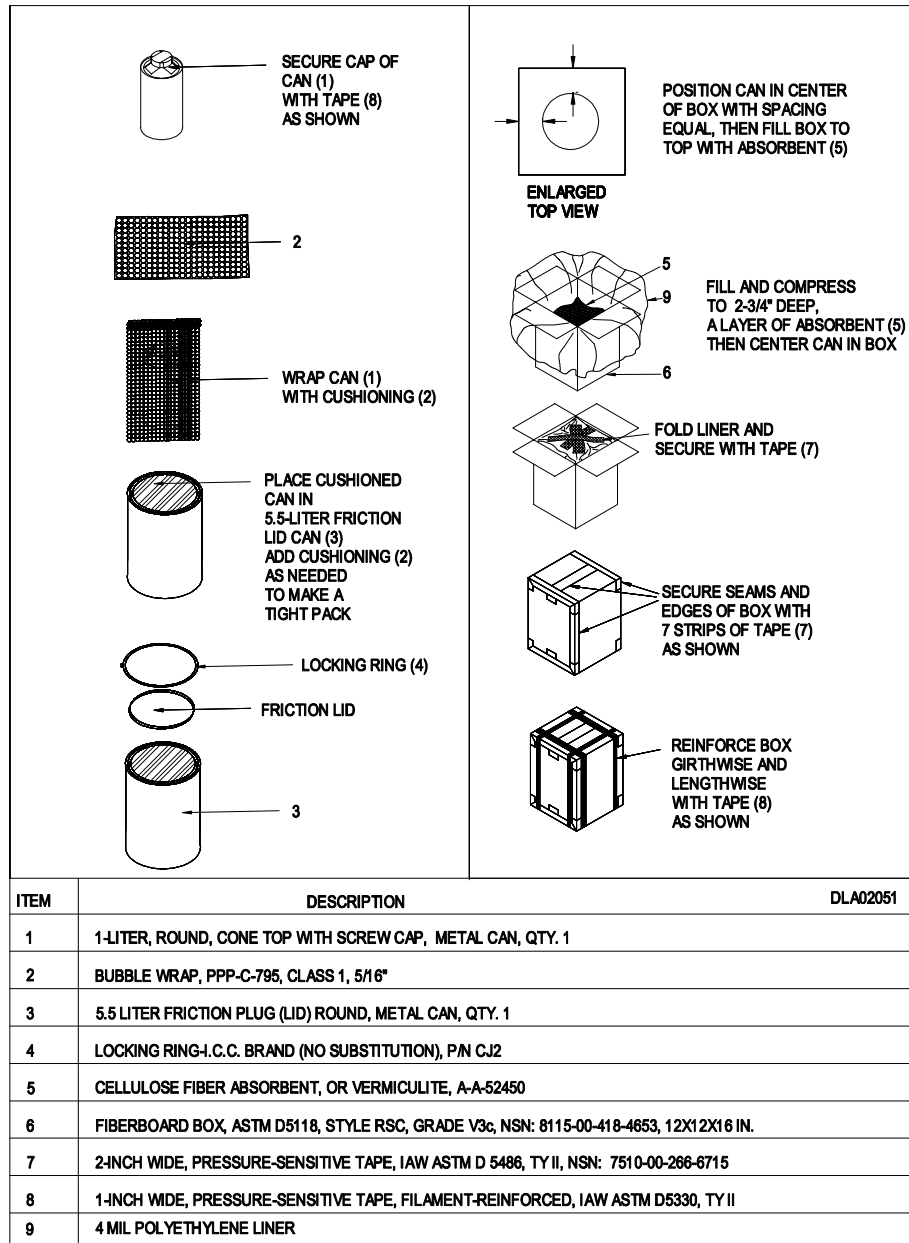 SECURE CAP OF
CAN (1)
WITH TAPE (8)
AS SHOWN
2
WRAP CAN (1)
WITH CUSHIONING (2)
PLACE CUSHIONED
CAN IN
5.5-LITER FRICTION
LID CAN (3)
ADD CUSHIONING (2)
AS NEEDED
TO MAKE A
TIGHT PACK
LOCKING RING (4)
FRICTION LID
3
POSITION CAN IN CENTER
OF BOX WITH SPACING
EQUAL, THEN FILL BOX TO
TOP WITH ABSORBENT (5)
ENLARGED
TOP VIEW
5
9
6
FILL AND COMPRESS
TO 2-3/4" DEEP,
A LAYER OF ABSORBENT (5)
THEN CENTER CAN IN BOX
FOLD LINER AND
SECURE WITH TAPE (7)
SECURE SEAMS AND
EDGES OF BOX WITH
7 STRIPS OF TAPE (7)
AS SHOWN
REINFORCE BOX
GIRTHWISE AND
LENGTHWISE
WITH TAPE (8)
AS SHOWN
ITEM DESCRIPTION DLA02051
1 1-LITER, ROUND, CONE TOP WITH SCREW CAP, METAL CAN, QTY. 1
2 BUBBLE WRAP, PPP-C-795, CLASS 1, 5/16"
3 5.5 LITER FRICTION PLUG (LID) ROUND, METAL CAN, QTY. 1
4 LOCKING RING-I.C.C. BRAND (NO SUBSTITUTION), P/N CJ2
5 CELLULOSE FIBER ABSORBENT, OR VERMICULITE, A-A-52450
6 FIBERBOARD BOX, ASTM D5118, STYLE RSC, GRADE V3c, NSN: 8115-00-418-4653, 12X12X16 IN.
7 2-INCH WIDE, PRESSURE-SENSITIVE TAPE, IAW ASTM D 5486, TY II, NSN: 7510-00-266-6715
8 1-INCH WIDE, PRESSURE-SENSITIVE TAPE, FILAMENT-REINFORCED, IAW ASTM D5330, TY II
9 4 MIL POLYETHYLENE LINER